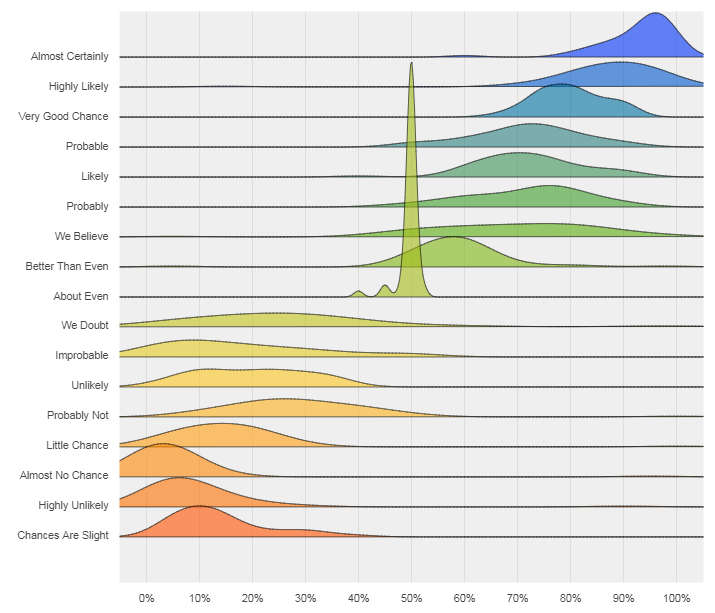 Almost Certainly
Highly Likely
Very Good Chance
Probable
Likely
Probably
We Believe
Better Than Even
About Even
We Doubt
Improbable
Unlikely
Probably Not
Little Chance
Almost No Chance
Highly Unlikely
Chances Are Slight
0% 10% 20% 30% 40% 50% 60% 70% 80% 90% 100%